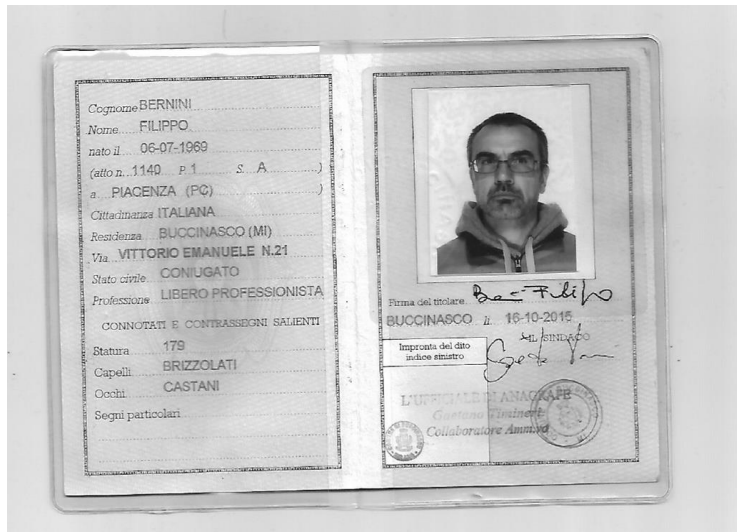 Cognome BERNINI
Nome FILIPPO
nato il 06-07-1969
(atto n. 1140 P. 1 S. A )
a PIACENZA (PC) )
Cittadinanza ITALIANA
Residenza BUCCINASCO (MI)
Via VITTORIO EMANUELE N.21
Stato civile CONIUGATO
Professione LIBERO PROFESSIONISTA
CONNOTATI E CONTRASSEGNI SALIENTI
Statura 179
Capelli BRIZZOLATI
Occhi CASTANI
Segni particolari
Firma del titolare
BUCCINASCO li 16-10-2015
IL SINDACO
Impronta del dito
indice sinistro
L'UFFICIALE DI ANAGRAFE
Gaetano Timineri
Collaboratore Amm.vo